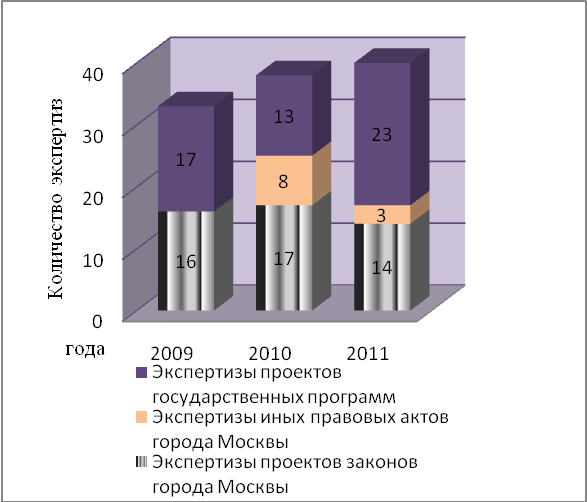 Количество экспертиз
40
30
20
10
0
17
16
13
8
17
23
3
14
года
2009 2010 2011
Экспертизы проектов
государственных программ
Экспертизы иных правовых актов
города Москвы
Экспертизы проектов законов
города Москвы